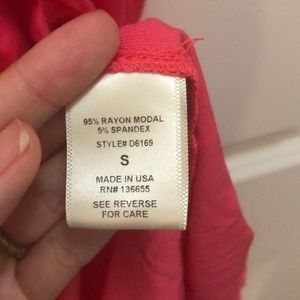 95% RAYON MODAL
5% SPANDEX
STYLE# D6169
S
MADE IN USA
RN# 136655
SEE REVERSE
FOR CARE